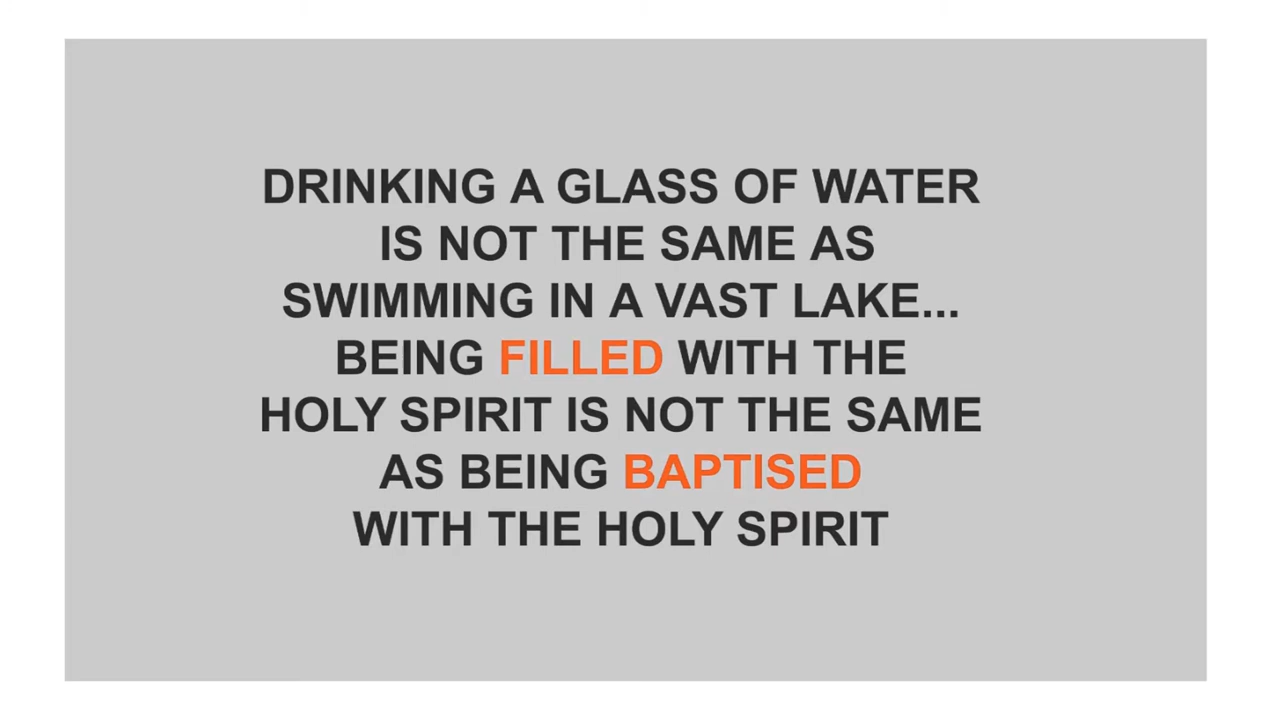 DRINKING A GLASS OF WATER
IS NOT THE SAME AS
SWIMMING IN A VAST LAKE...
BEING FILLED WITH THE
HOLY SPIRIT IS NOT THE SAME
AS BEING BAPTISED
WITH THE HOLY SPIRIT